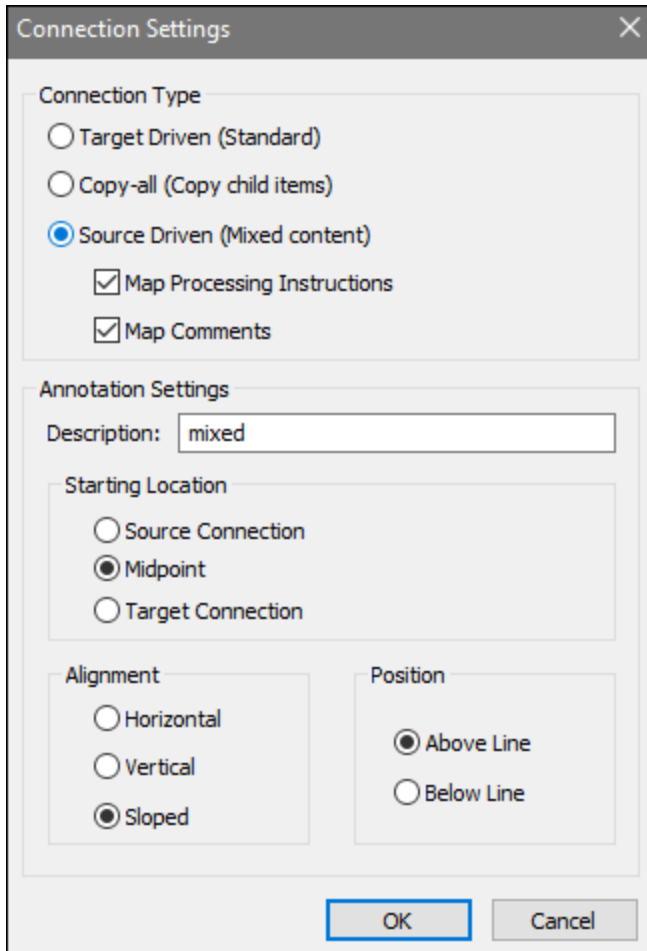 Connection Settings
Connection Type
Target Driven (Standard)
Copy-all (Copy child items)
Source Driven (Mixed content)
Map Processing Instructions
Map Comments
Annotation Settings
Description: mixed
Starting Location
Source Connection
Midpoint
Target Connection
Alignment
Horizontal
Vertical
Sloped
Position
Above Line
Below Line
OK Cancel